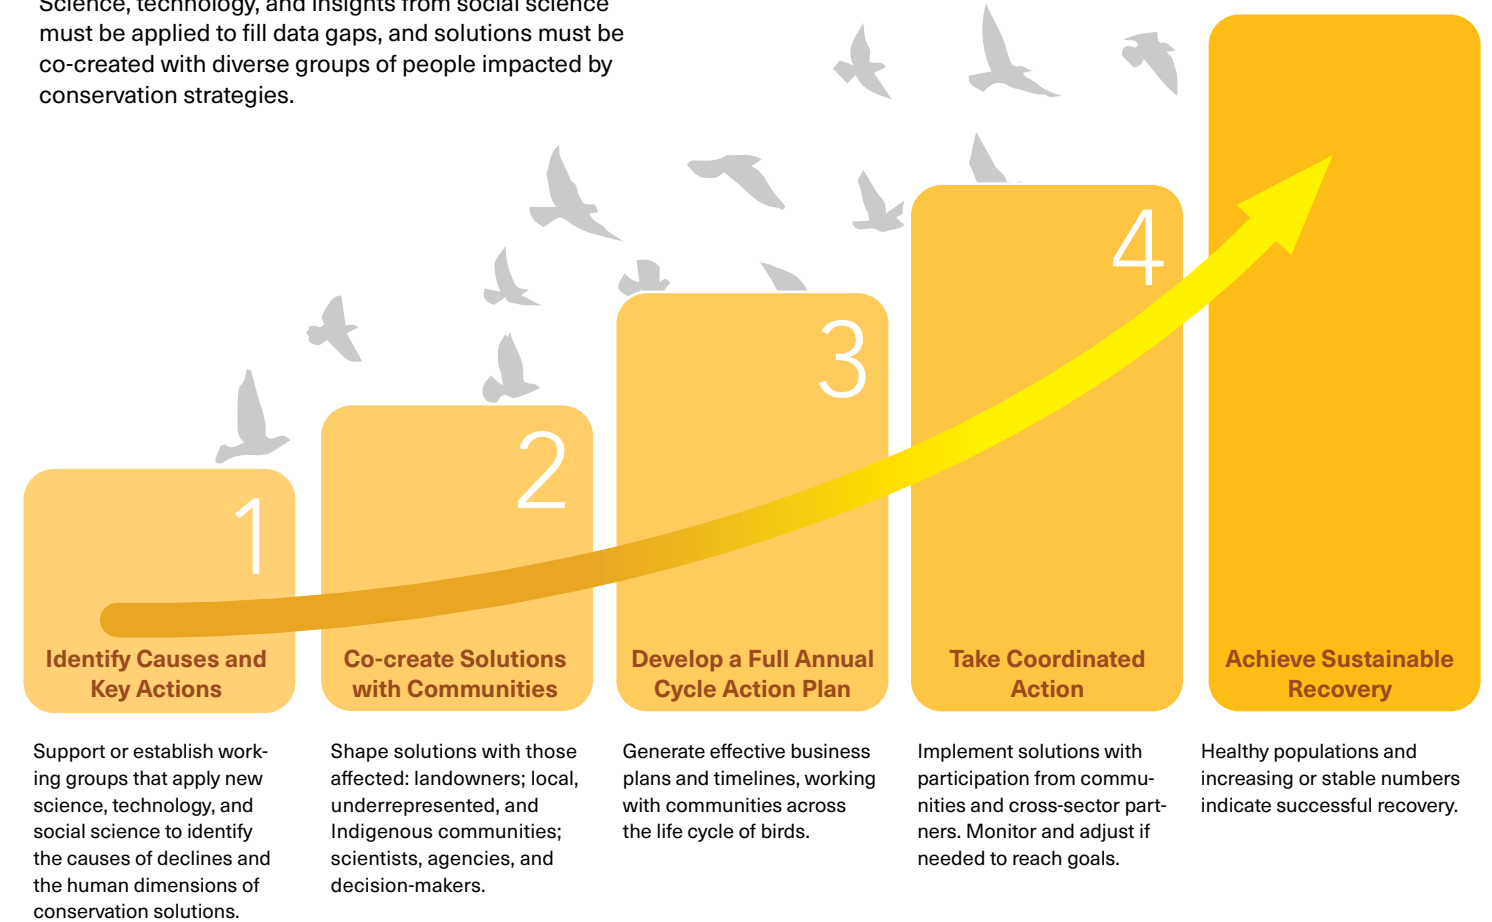 Science, technology, and insights from social science
must be applied to fill data gaps, and solutions must be
co-created with diverse groups of people impacted by
conservation strategies.
1
Identify Causes and
Key Actions
Support or establish work-
ing groups that apply new
science, technology, and
social science to identify
the causes of declines and
the human dimensions of
conservation solutions.
2
Co-create Solutions
with Communities
Shape solutions with those
affected: landowners; local,
underrepresented, and
Indigenous communities;
scientists, agencies, and
decision-makers.
3
Develop a Full Annual
Cycle Action Plan
Generate effective business
plans and timelines, working
with communities across
the life cycle of birds.
4
Take Coordinated
Action
Implement solutions with
participation from commu-
nities and cross-sector part-
ners. Monitor and adjust if
needed to reach goals.
Achieve Sustainable
Recovery
Healthy populations and
increasing or stable numbers
indicate successful recovery.